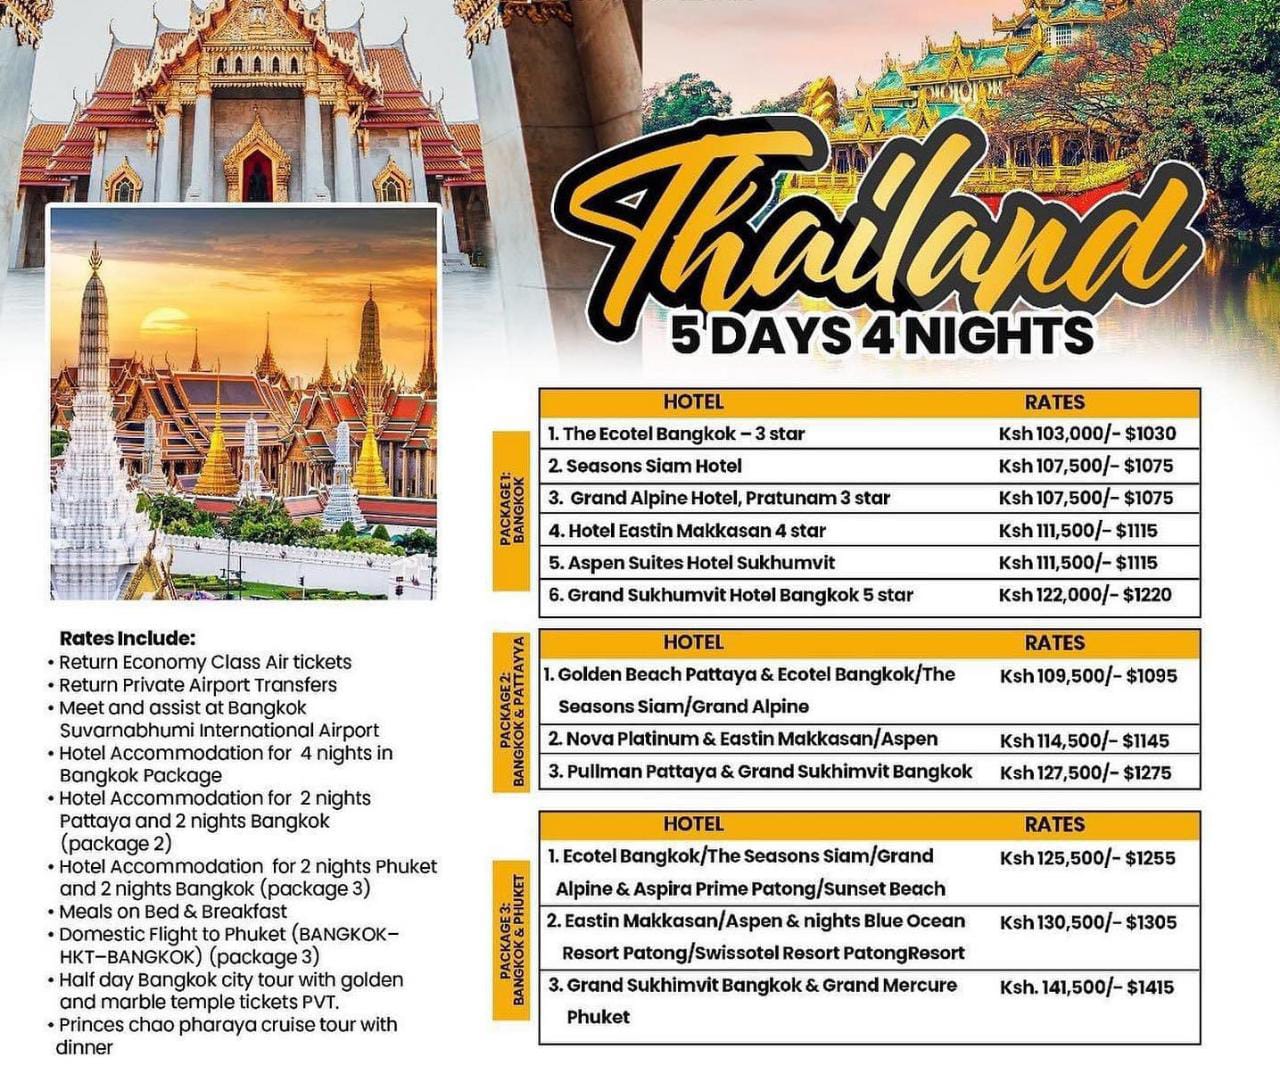 Thailand
5 DAYS 4 NIGHTS
HOTEL RATES
PACKAGE 1:
BANGKOK
1. The Ecotel Bangkok – 3 star Ksh 103,000/- $1030
2. Seasons Siam Hotel Ksh 107,500/- $1075
3. Grand Alpine Hotel, Pratunam 3 star Ksh 107,500/- $1075
4. Hotel Eastin Makkasan 4 star Ksh 111,500/- $1115
5. Aspen Suites Hotel Sukhumvit Ksh 111,500/- $1115
6. Grand Sukhumvit Hotel Bangkok 5 star Ksh 122,000/- $1220
HOTEL RATES
PACKAGE 2:
BANGKOK & PATTAYYA
1. Golden Beach Pattaya & Ecotel Bangkok/The Ksh 109,500/- $1095
Seasons Siam/Grand Alpine
2. Nova Platinum & Eastin Makkasan/Aspen Ksh 114,500/- $1145
3. Pullman Pattaya & Grand Sukhimvit Bangkok Ksh 127,500/- $1275
HOTEL RATES
PACKAGE 3:
BANGKOK & PHUKET
1. Ecotel Bangkok/The Seasons Siam/Grand Ksh 125,500/- $1255
Alpine & Aspira Prime Patong/Sunset Beach
2. Eastin Makkasan/Aspen & nights Blue Ocean Ksh 130,500/- $1305
Resort Patong/Swissotel Resort PatongResort
3. Grand Sukhimvit Bangkok & Grand Mercure Ksh. 141,500/- $1415
Phuket
Rates Include:
• Return Economy Class Air tickets
• Return Private Airport Transfers
• Meet and assist at Bangkok
Suvarnabhumi International Airport
• Hotel Accommodation for 4 nights in
Bangkok Package
• Hotel Accommodation for 2 nights
Pattaya and 2 nights Bangkok
(package 2)
• Hotel Accommodation for 2 nights Phuket
and 2 nights Bangkok (package 3)
• Meals on Bed & Breakfast
• Domestic Flight to Phuket (BANGKOK–
HKT–BANGKOK) (package 3)
• Half day Bangkok city tour with golden
and marble temple tickets PVT.
• Princes chao pharaya cruise tour with
dinner